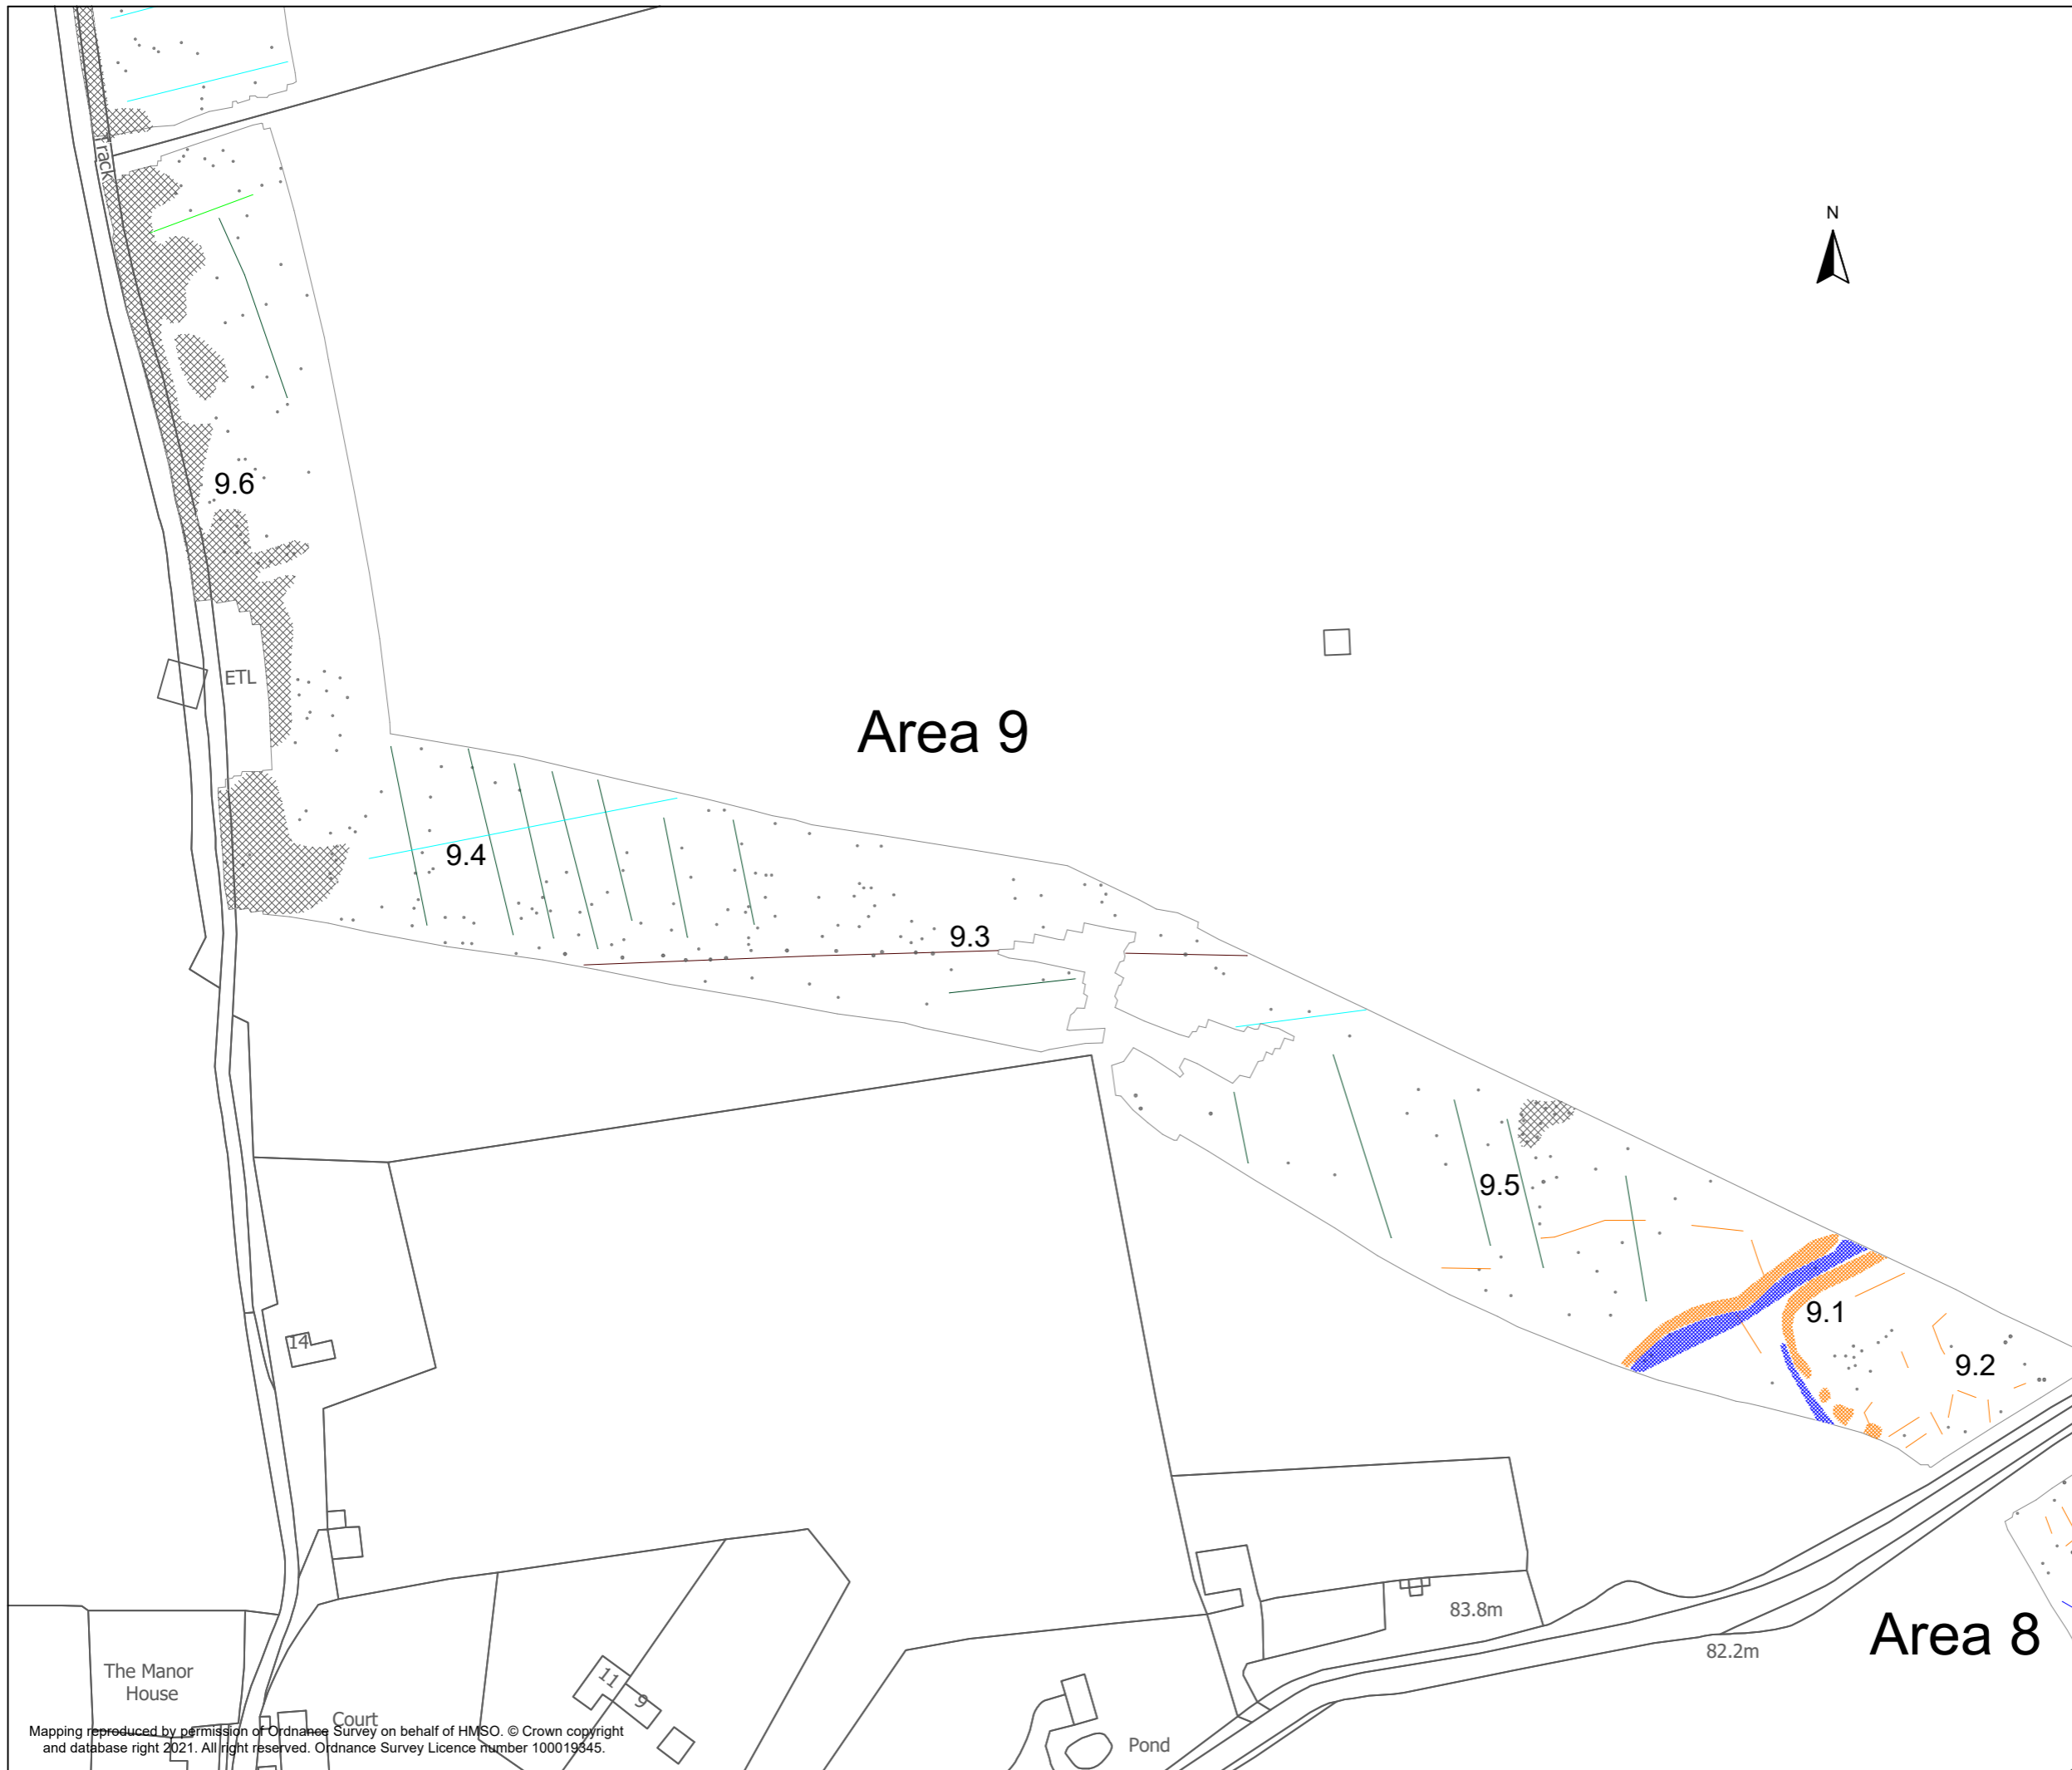 Track
N
9.6
ETL
Area 9
9.4
9.3
9.5
9.1
9.2
14
83.8m
82.2m
Area 8
The Manor
House
11
9
Court
Pond
Mapping reproduced by permission of Ordnance Survey on behalf of HMSO. © Crown copyright
and database right 2021. All right reserved. Ordnance Survey Licence number 100019345.